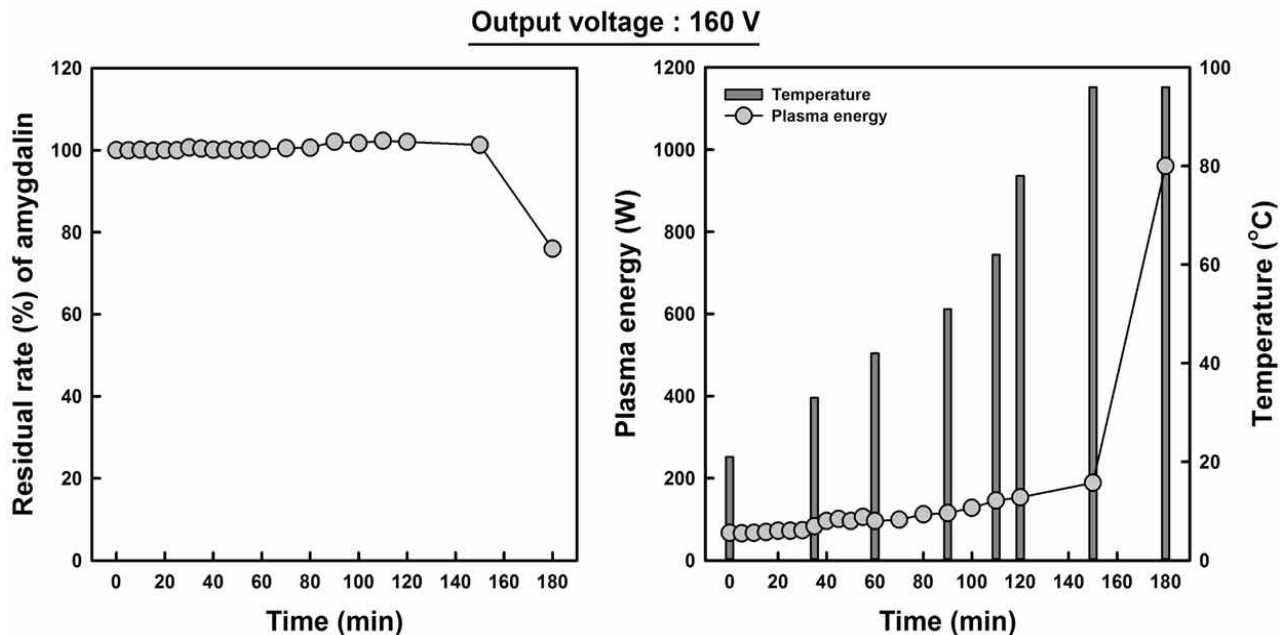 Output voltage : 160 V
Residual rate (%) of amygdalin
120
100
80
60
40
20
0
0 20 40 60 80 100 120 140 160 180
Time (min)
Plasma energy (W)
1200
1000
800
600
400
200
0
Temperature
Plasma energy
0 20 40 60 80 100 120 140 160 180
Time (min)
100
80
60
40
20
0
Temperature (°C)